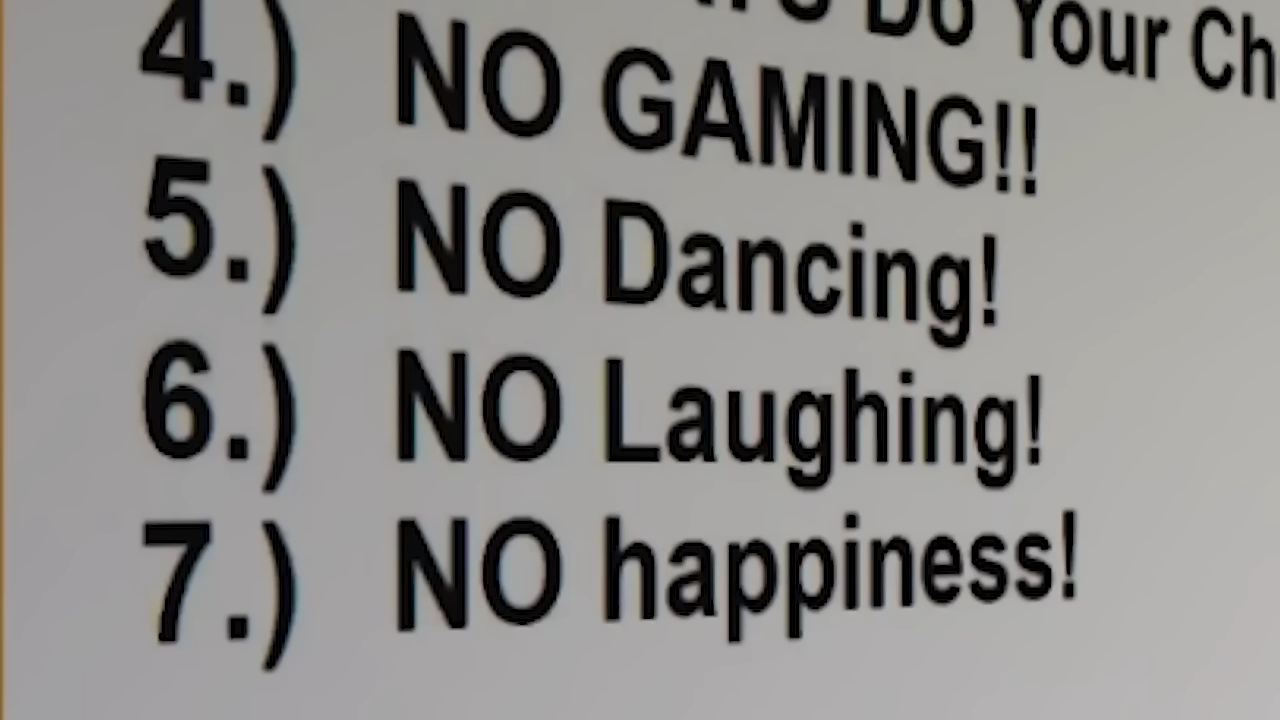 Do Your
4.) NO GAMING!!
5.) NO Dancing!
6.) NO Laughing!
7.) NO happiness!